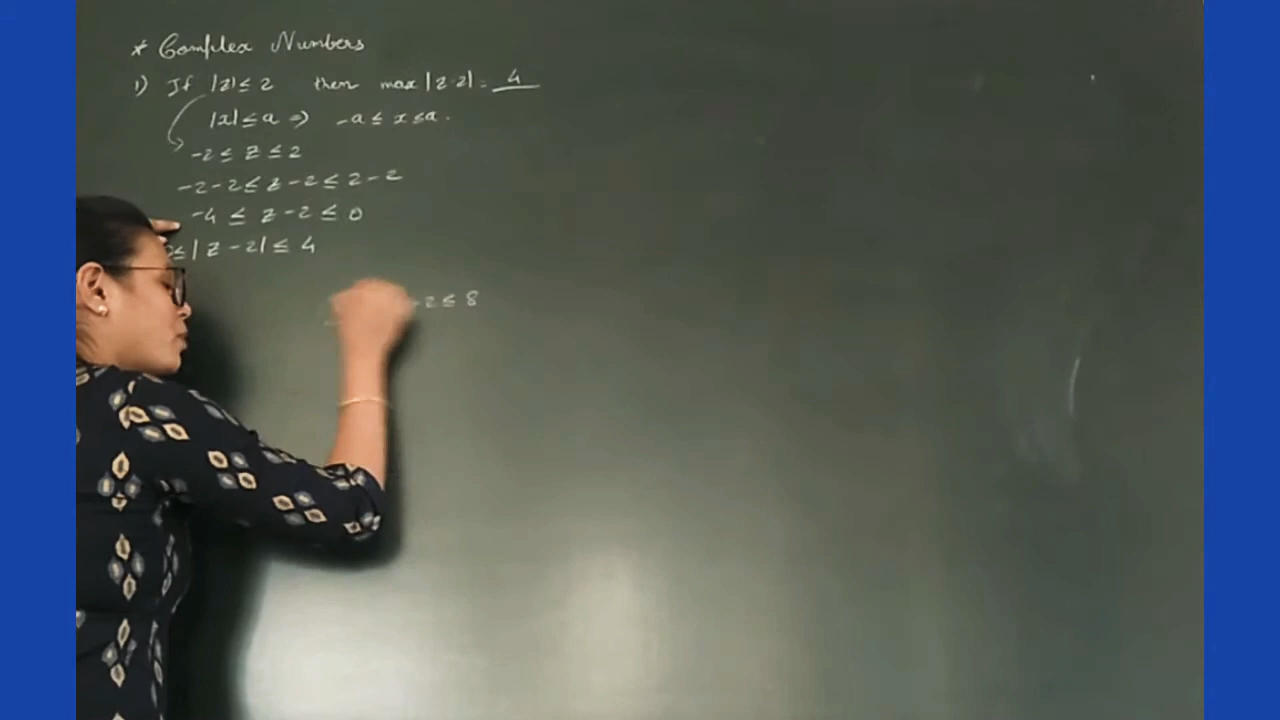 * Complex Numbers
1) If |z| ≤ 2 then max |z-2| = 4
|x| ≤ a ⇒ -a ≤ x ≤ a.
-2 ≤ z ≤ 2
-2-2 ≤ z-2 ≤ 2-2
-4 ≤ z-2 ≤ 0
≤ |z-2| ≤ 4
-2 ≤ 8